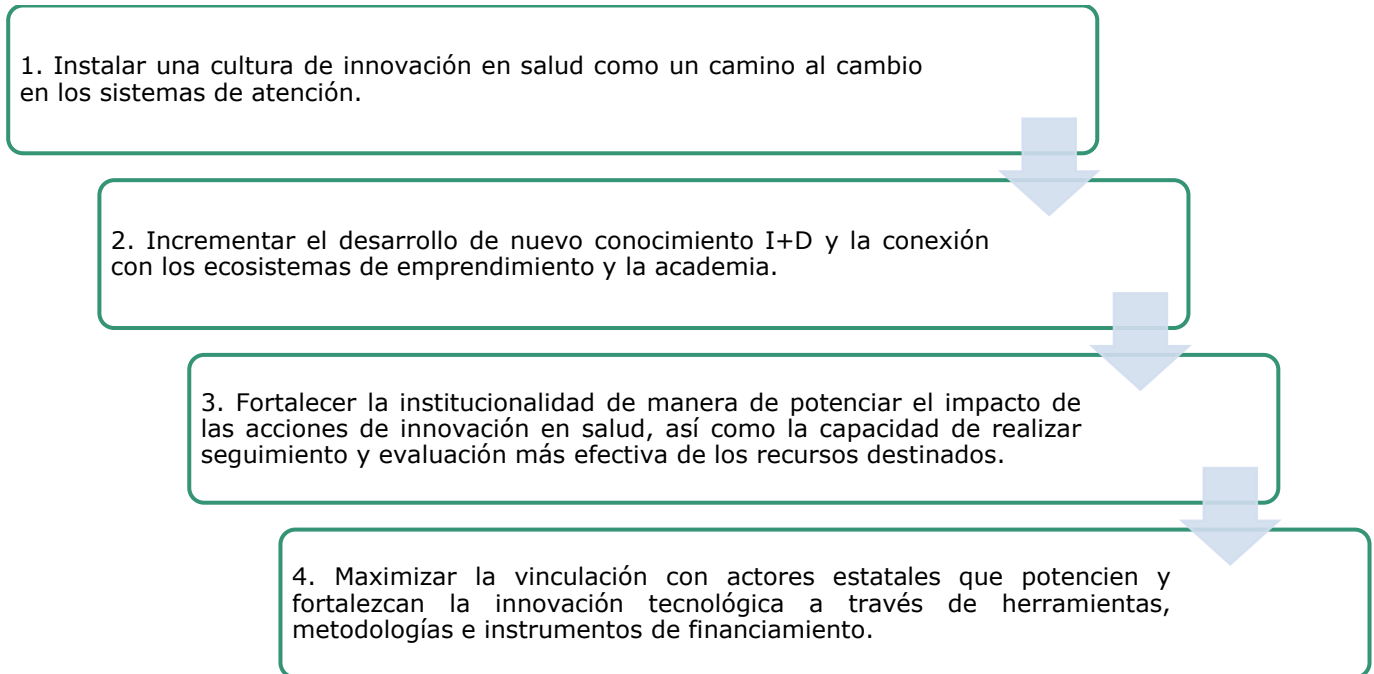 1. Instalar una cultura de innovación en salud como un camino al cambio
en los sistemas de atención.
2. Incrementar el desarrollo de nuevo conocimiento I+D y la conexión
con los ecosistemas de emprendimiento y la academia.
3. Fortalecer la institucionalidad de manera de potenciar el impacto de
las acciones de innovación en salud, así como la capacidad de realizar
seguimiento y evaluación más efectiva de los recursos destinados.
4. Maximizar la vinculación con actores estatales que potencien y
fortalezcan la innovación tecnológica a través de herramientas,
metodologías e instrumentos de financiamiento.